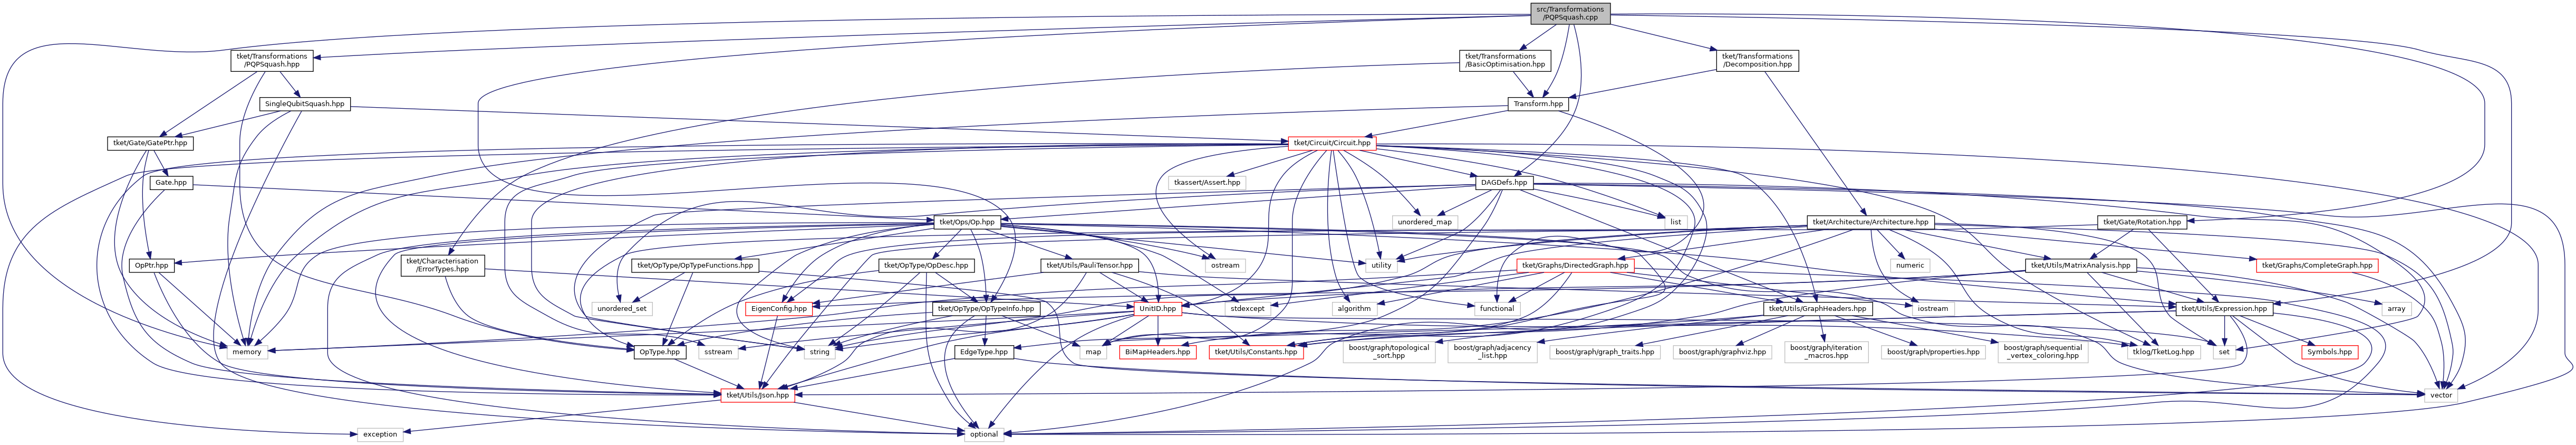 src/Transformations
/PQPSquash.cpp
tket/Transformations
/PQPSquash.hpp
tket/Transformations
/BasicOptimisation.hpp
tket/Transformations
/Decomposition.hpp
SingleQubitSquash.hpp
Transform.hpp
tket/Gate/GatePtr.hpp
tket/Circuit/Circuit.hpp
Gate.hpp
tkassert/Assert.hpp
DAGDefs.hpp
tket/Ops/Op.hpp
unordered_map
list
tket/Architecture/Architecture.hpp
tket/Gate/Rotation.hpp
OpPtr.hpp
tket/Characterisation
/ErrorTypes.hpp
tket/OpType/OpTypeFunctions.hpp
tket/OpType/OpDesc.hpp
tket/Utils/PauliTensor.hpp
ostream
utility
tket/Graphs/DirectedGraph.hpp
numeric
tket/Utils/MatrixAnalysis.hpp
tket/Graphs/CompleteGraph.hpp
unordered_set
EigenConfig.hpp
tket/OpType/OpTypeInfo.hpp
UnitID.hpp
stdexcept
algorithm
functional
tket/Utils/GraphHeaders.hpp
iostream
tket/Utils/Expression.hpp
array
memory
OpType.hpp
sstream
string
EdgeType.hpp
map
BiMapHeaders.hpp
tket/Utils/Constants.hpp
boost/graph/topological
_sort.hpp
boost/graph/adjacency
_list.hpp
boost/graph/graph_traits.hpp
boost/graph/graphviz.hpp
boost/graph/iteration
_macros.hpp
boost/graph/properties.hpp
boost/graph/sequential
_vertex_coloring.hpp
tklog/TketLog.hpp
set
Symbols.hpp
tket/Utils/Json.hpp
vector
exception
optional